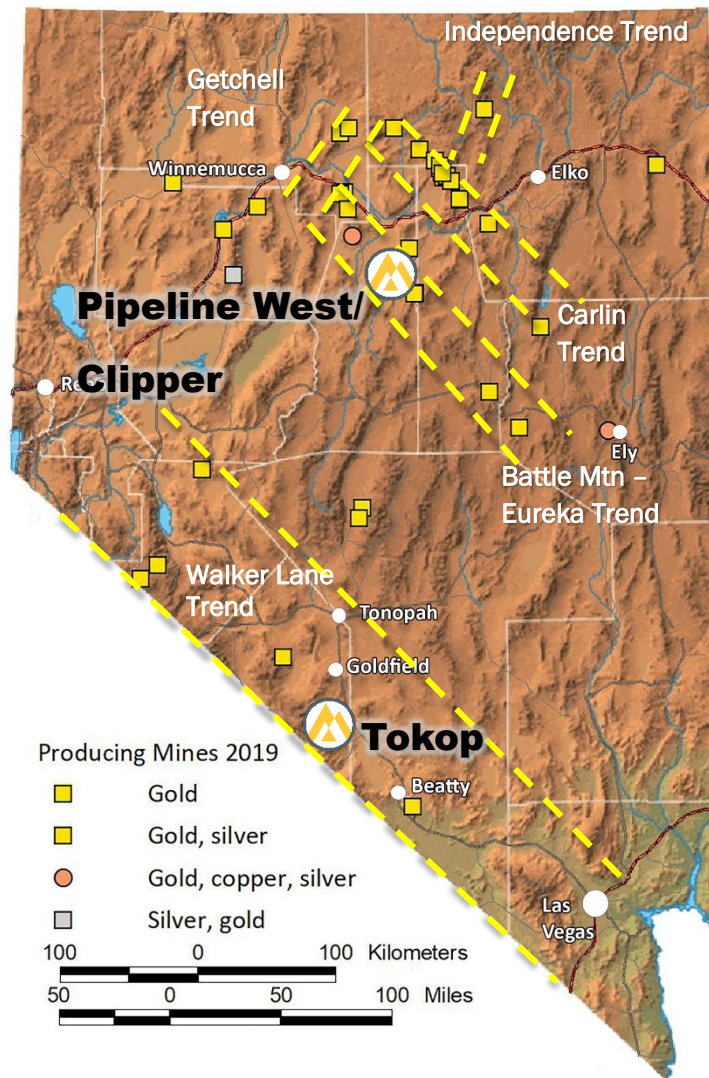 Independence Trend
Getchell
Trend
Winnemucca
Elko
Pipeline West/
Clipper
Carlin
Trend
Ely
Battle Mtn –
Eureka Trend
Walker Lane
Trend
Tonopah
Goldfield
Tokop
Beatty
Las
Vegas
Producing Mines 2019
Gold
Gold, silver
Gold, copper, silver
Silver, gold
100 0 100 Kilometers
50 0 50 100 Miles